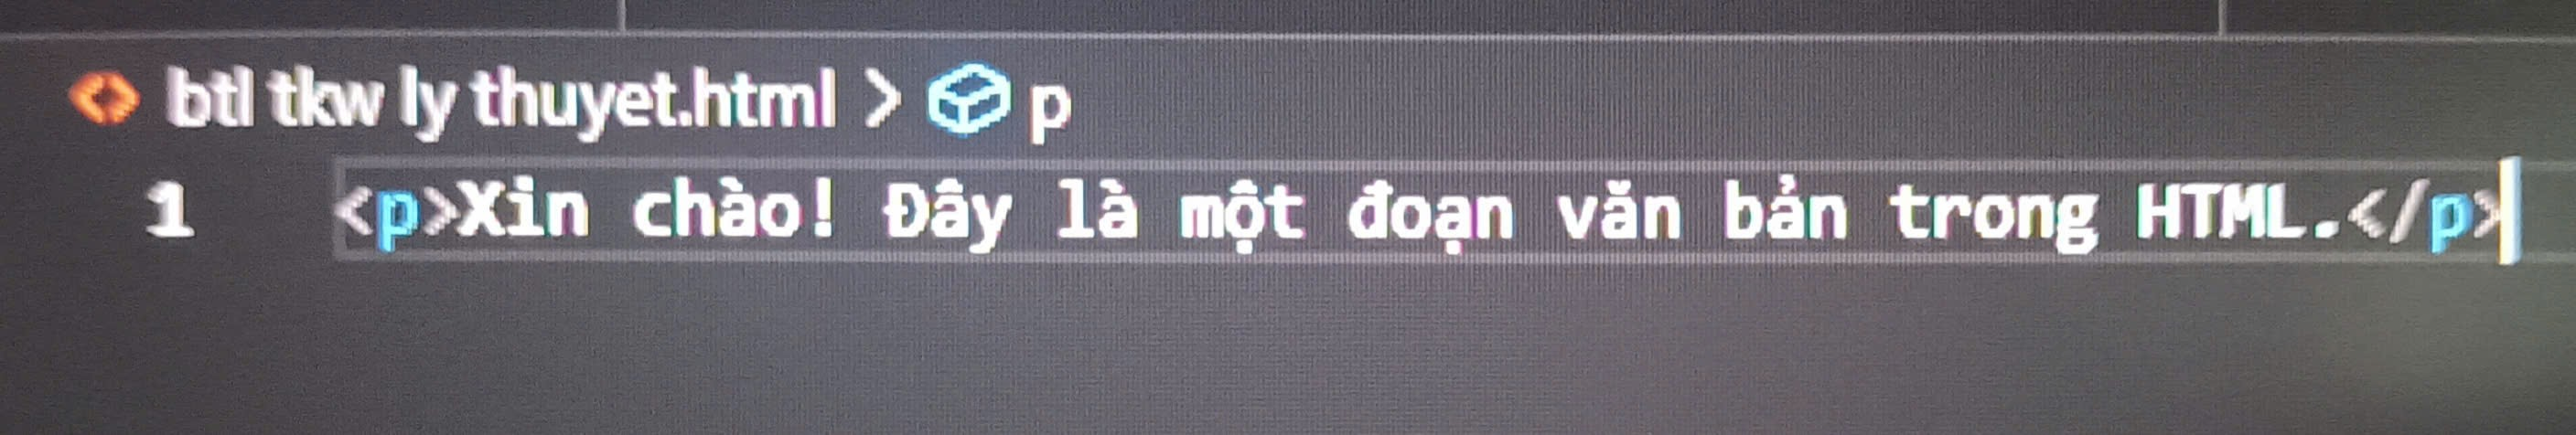 btl tkw ly thuyet.html > p
1 <p>Xin chào! Đây là một đoạn văn bản trong HTML.</p>